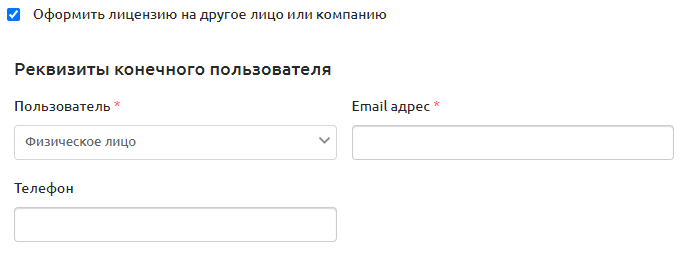 Оформить лицензию на другое лицо или компанию
Реквизиты конечного пользователя
Пользователь * Email адрес *
Физическое лицо
Телефон